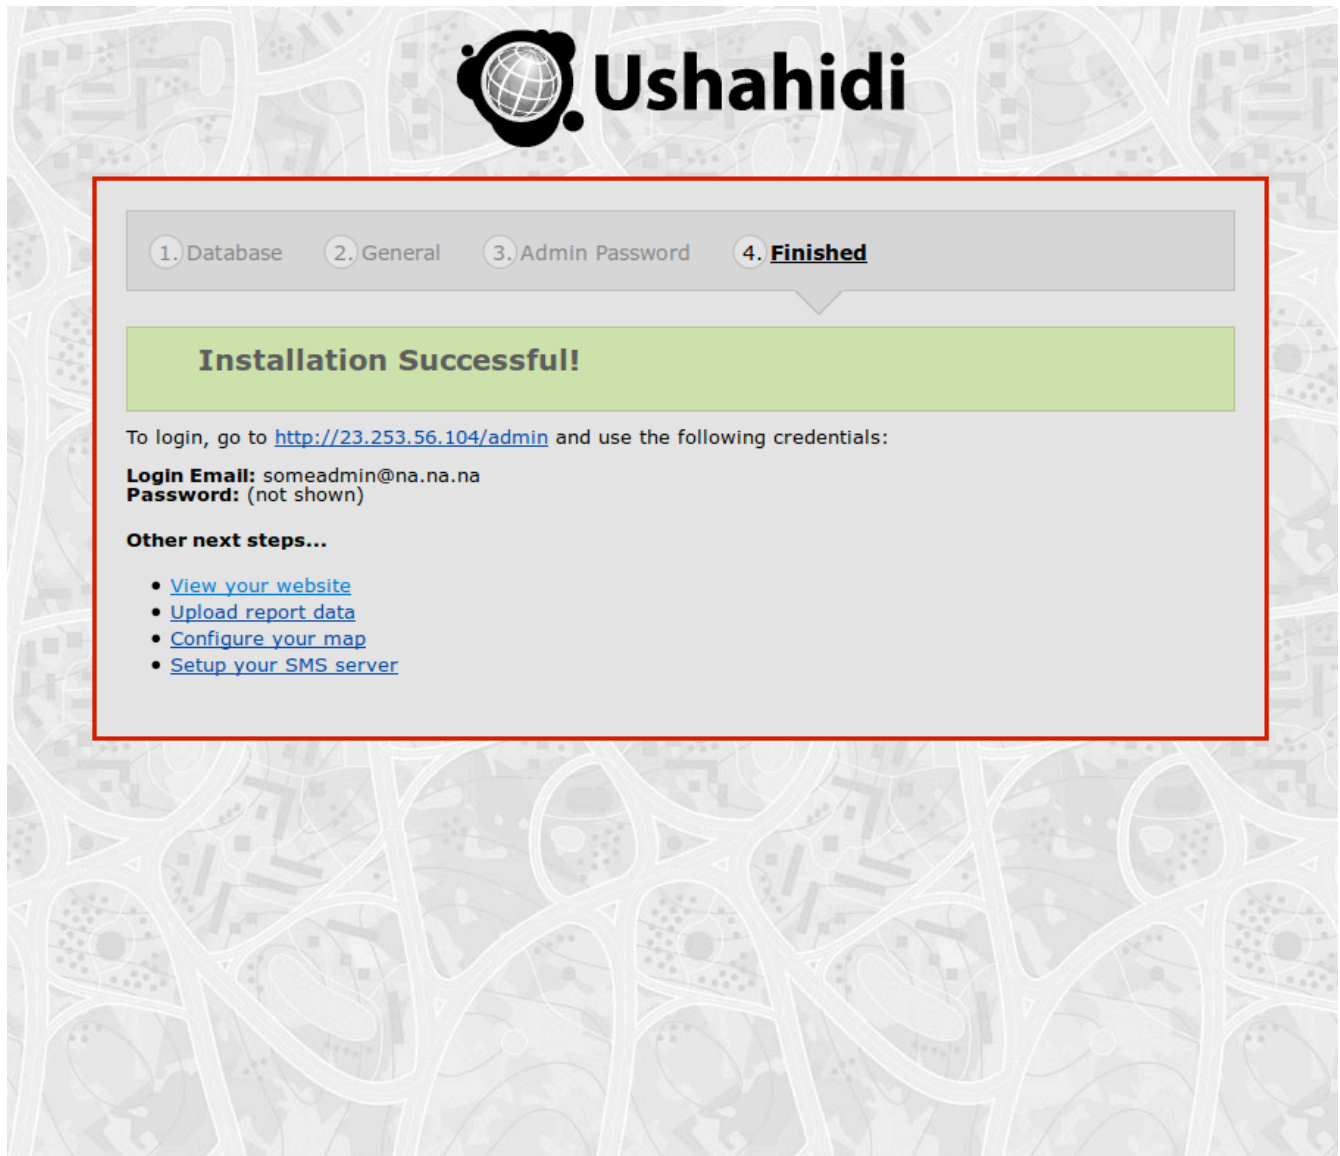 Ushahidi
1. Database 2. General 3. Admin Password 4. Finished
Installation Successful!
To login, go to http://23.253.56.104/admin and use the following credentials:
Login Email: someadmin@na.na.na
Password: (not shown)
Other next steps...
• View your website
• Upload report data
• Configure your map
• Setup your SMS server